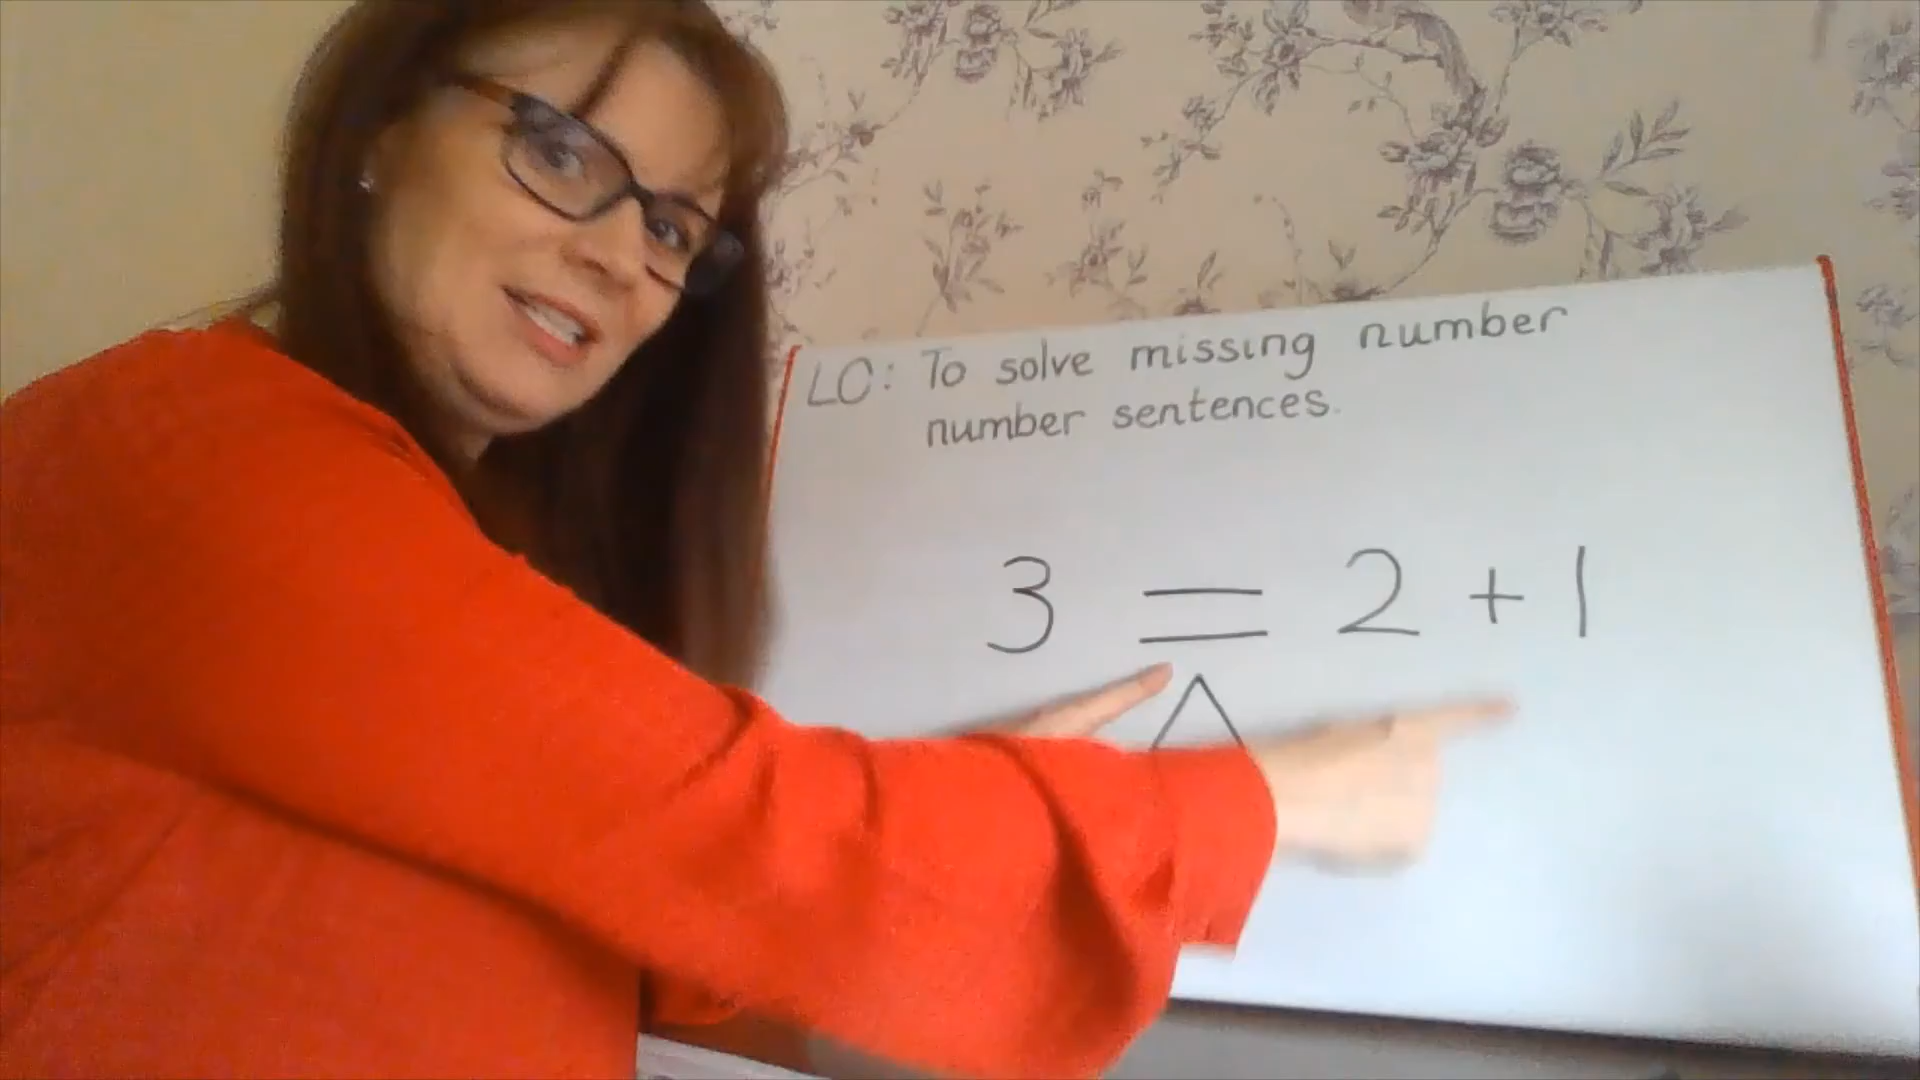 LO: To solve missing number
number sentences.
3 = 2 + 1